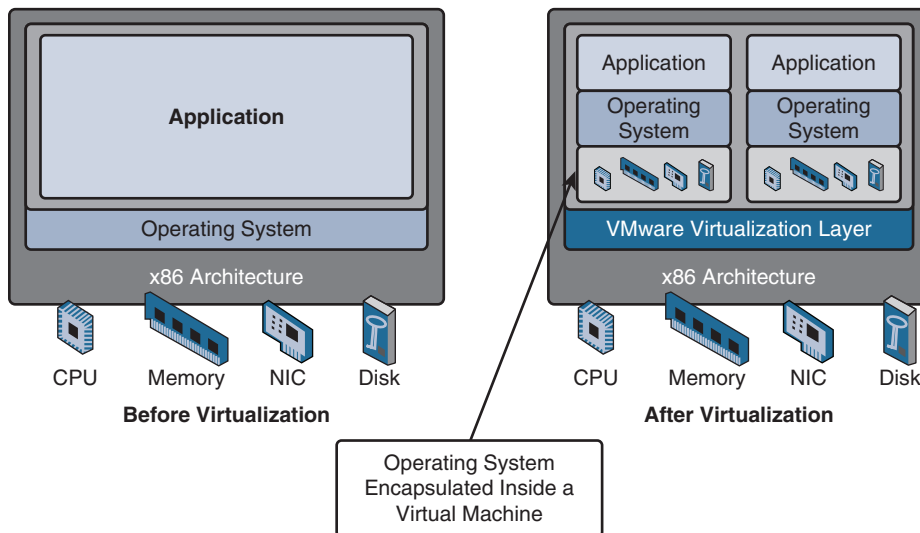 Application
Operating System
x86 Architecture
CPU
Memory
NIC
Disk
Before Virtualization
Application
Operating
System
Application
Operating
System
VMware Virtualization Layer
x86 Architecture
CPU
Memory
NIC
Disk
After Virtualization
Operating System
Encapsulated Inside a
Virtual Machine